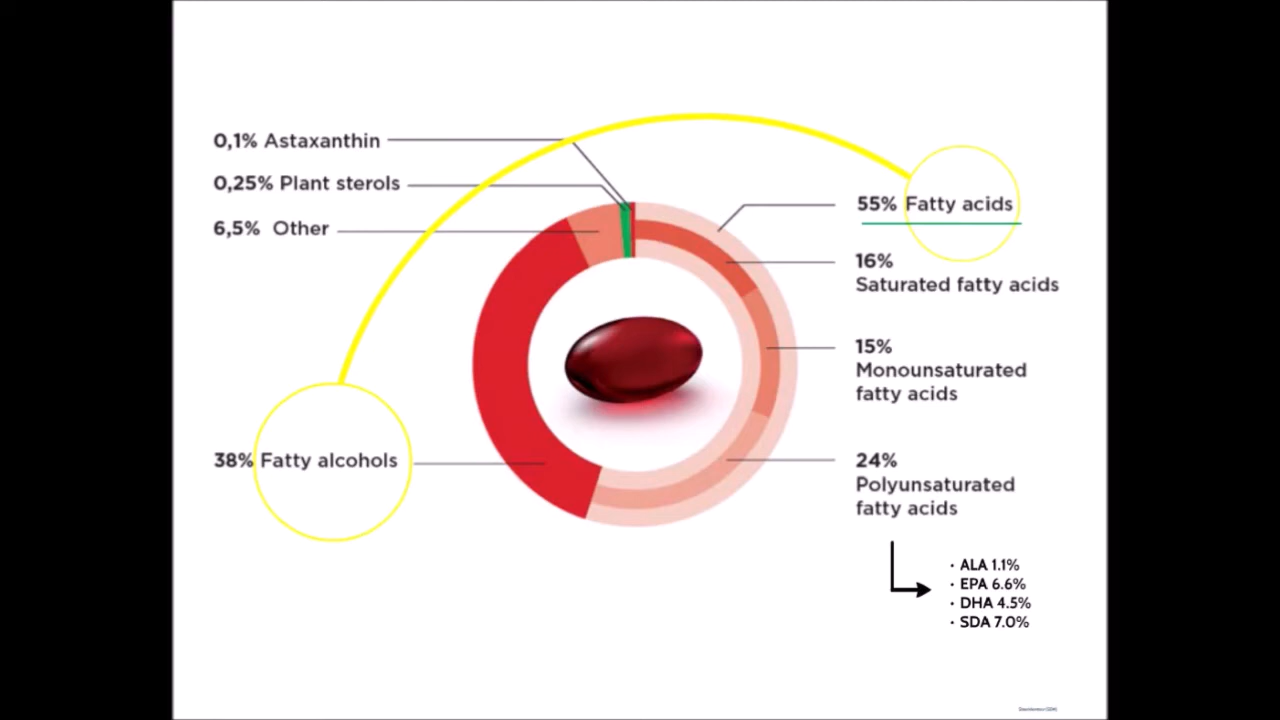 0,1% Astaxanthin
0,25% Plant sterols
6,5% Other
38% Fatty alcohols
55% Fatty acids
16%
Saturated fatty acids
15%
Monounsaturated
fatty acids
24%
Polyunsaturated
fatty acids
· ALA 1.1%
· EPA 6.6%
· DHA 4.5%
· SDA 7.0%